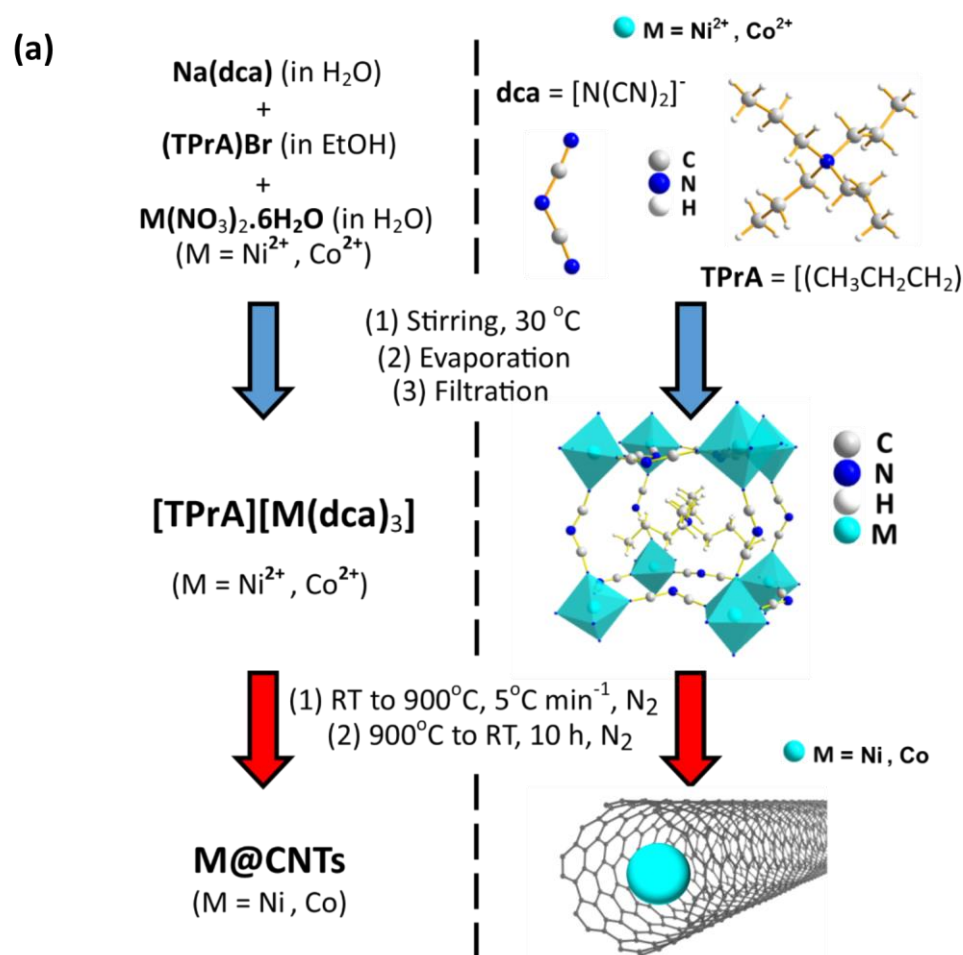 (a)
Na(dca) (in H₂O)
+
(TPrA)Br (in EtOH)
+
M(NO₃)₂.6H₂O (in H₂O)
(M = Ni²⁺, Co²⁺)
M = Ni²⁺, Co²⁺
dca = [N(CN)₂]⁻
C
N
H
TPrA = [(CH₃CH₂CH₂)
(1) Stirring, 30 °C
(2) Evaporation
(3) Filtration
[TPrA][M(dca)₃]
(M = Ni²⁺, Co²⁺)
C
N
H
M
(1) RT to 900°C, 5°C min⁻¹, N₂
(2) 900°C to RT, 10 h, N₂
M@CNTs
(M = Ni, Co)
M = Ni, Co